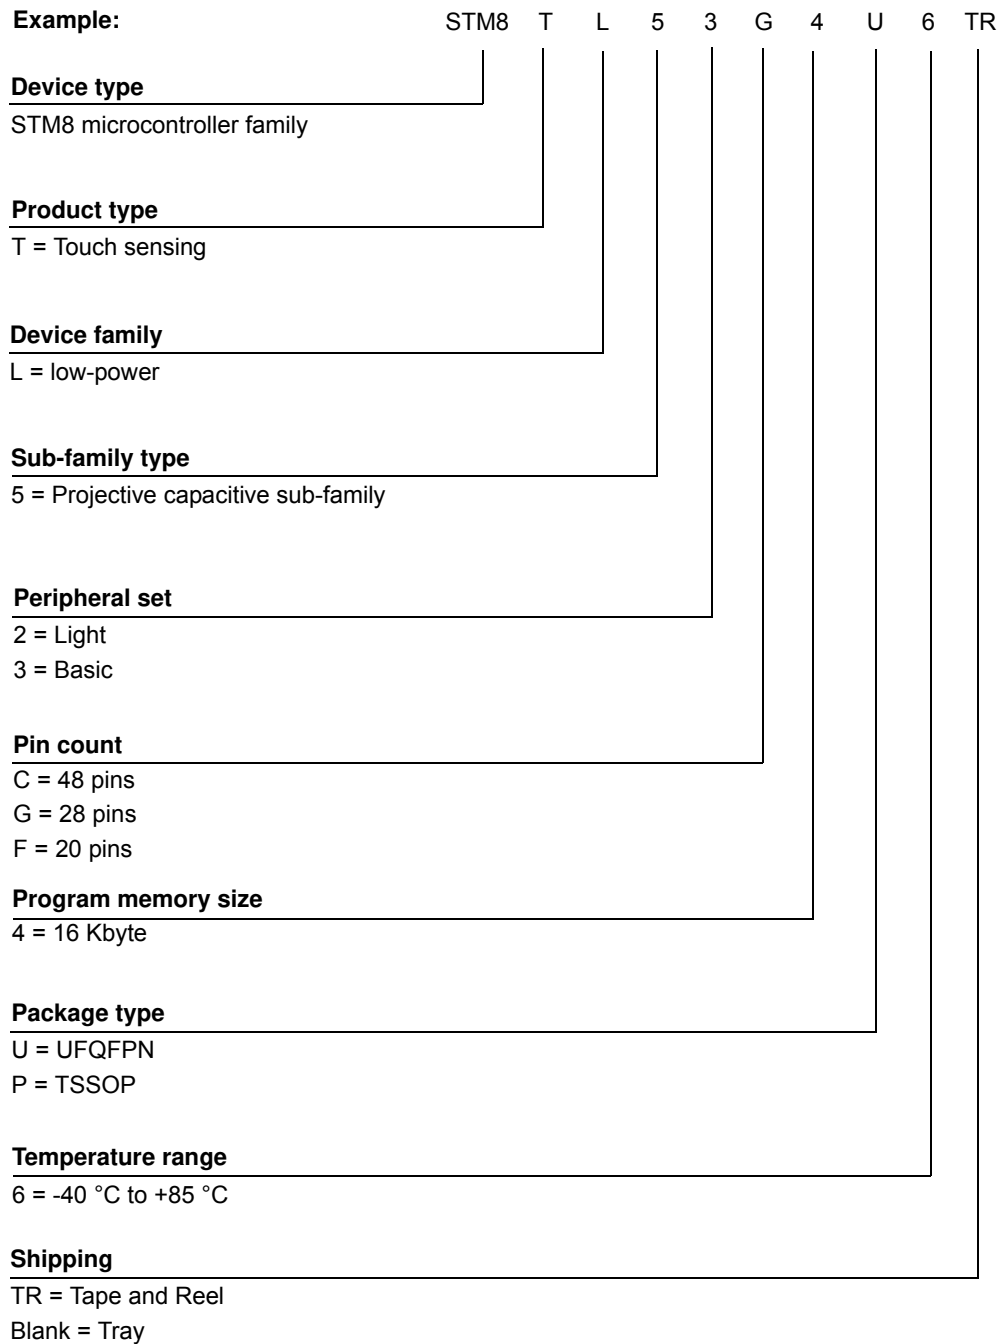 Example: STM8 T L 5 3 G 4 U 6 TR
Device type
STM8 microcontroller family
Product type
T = Touch sensing
Device family
L = low-power
Sub-family type
5 = Projective capacitive sub-family
Peripheral set
2 = Light
3 = Basic
Pin count
C = 48 pins
G = 28 pins
F = 20 pins
Program memory size
4 = 16 Kbyte
Package type
U = UFQFPN
P = TSSOP
Temperature range
6 = -40 °C to +85 °C
Shipping
TR = Tape and Reel
Blank = Tray